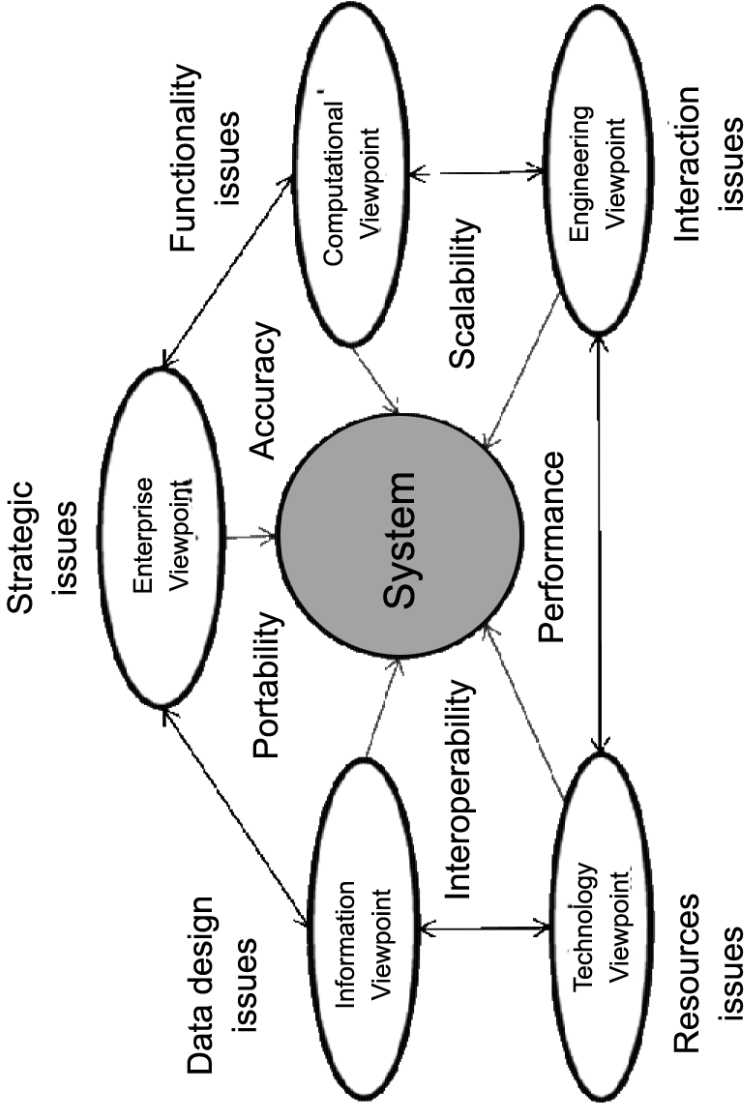 Strategic
issues
Enterprise
Viewpoint
Data design
issues
Functionality
issues
Portability
Accuracy
Information
Viewpoint
System
Computational
Viewpoint
Interoperability
Scalability
Performance
Technology
Viewpoint
Engineering
Viewpoint
Resources
issues
Interaction
issues